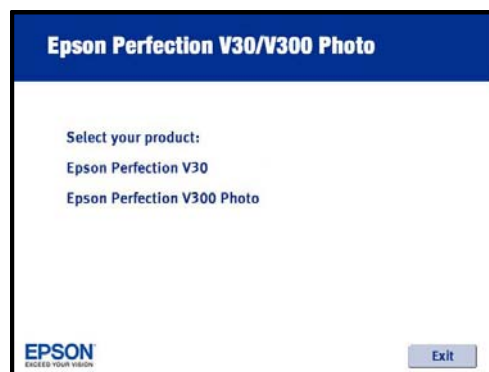 Epson Perfection V30/V300 Photo
Select your product:
Epson Perfection V30
Epson Perfection V300 Photo
EPSON
EXCEED YOUR VISION
Exit